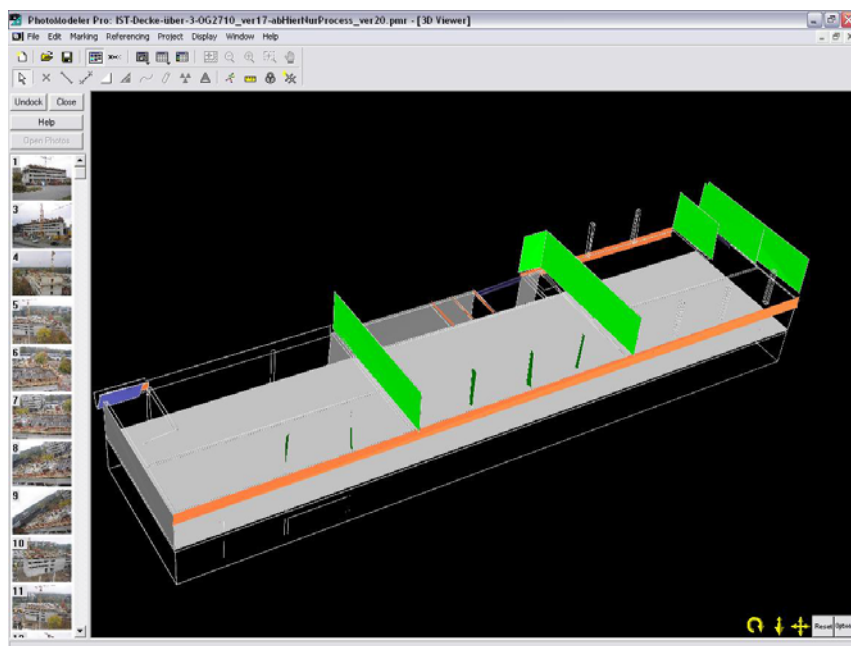 PhotoModeler Pro: IST-Decke-über-3-OG2710_ver17-abHierNurProcess_ver20.pmr - [3D Viewer]
File Edit Marking Referencing Project Display Window Help
Undock Close
Help
Open Photos
1
3
4
5
6
7
8
9
10
11
Reset Option